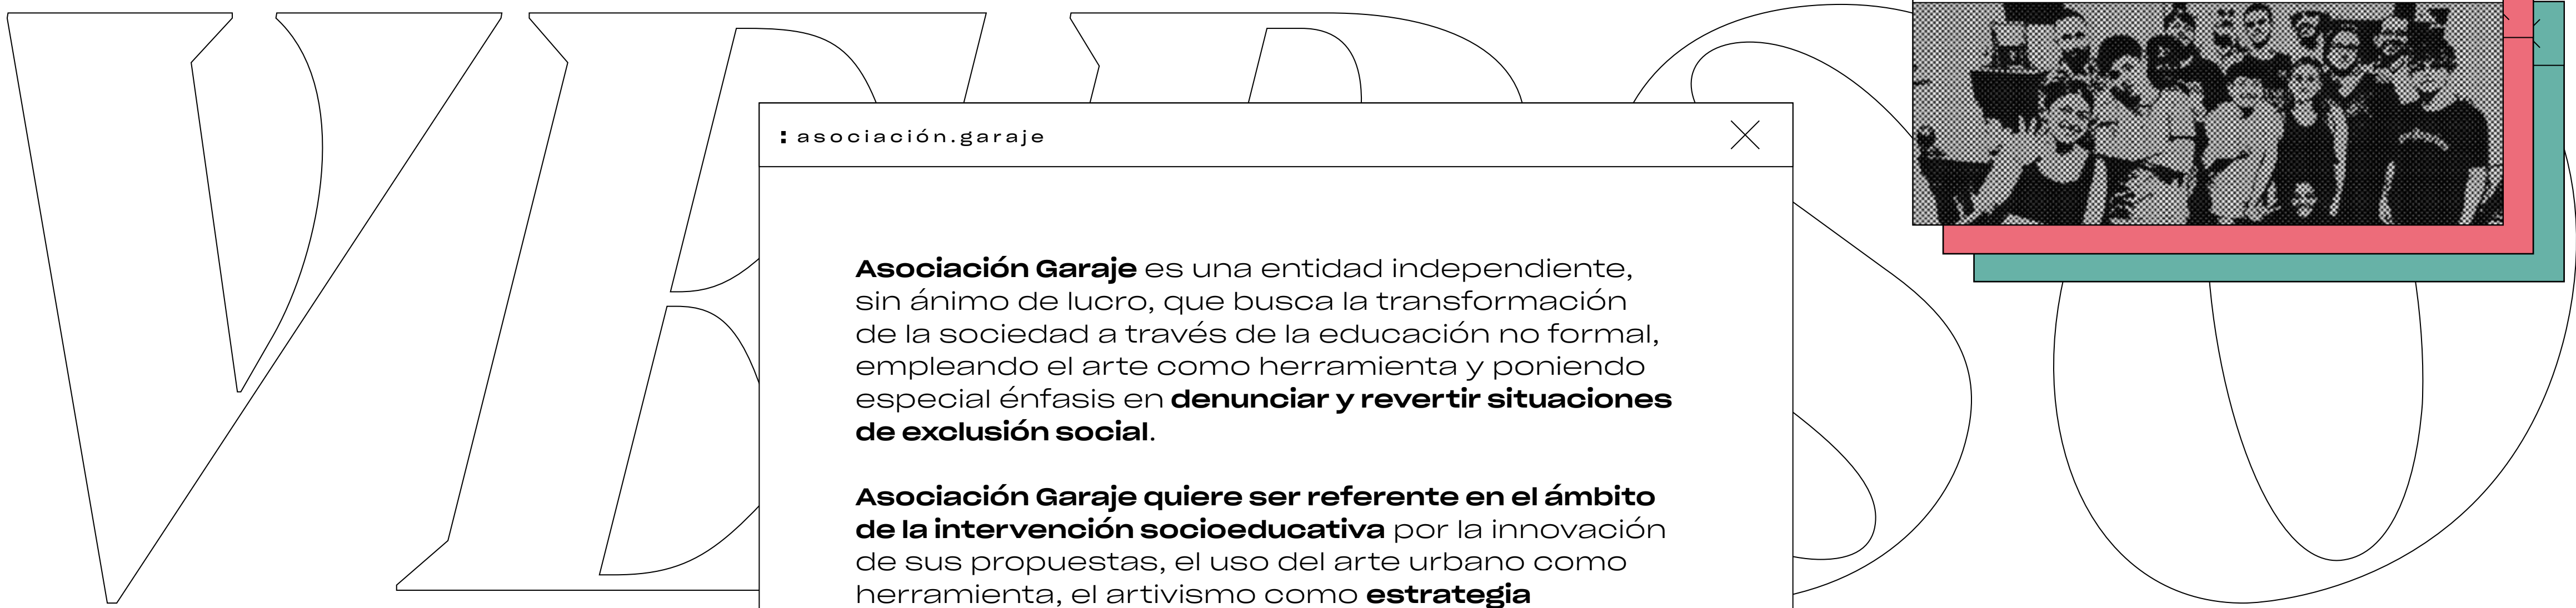 VERSO
: asociación.garaje
Asociación Garaje es una entidad independiente,
sin ánimo de lucro, que busca la transformación
de la sociedad a través de la educación no formal,
empleando el arte como herramienta y poniendo
especial énfasis en denunciar y revertir situaciones
de exclusión social.
Asociación Garaje quiere ser referente en el ámbito
de la intervención socioeducativa por la innovación
de sus propuestas, el uso del arte urbano como
herramienta, el artivismo como estrategia